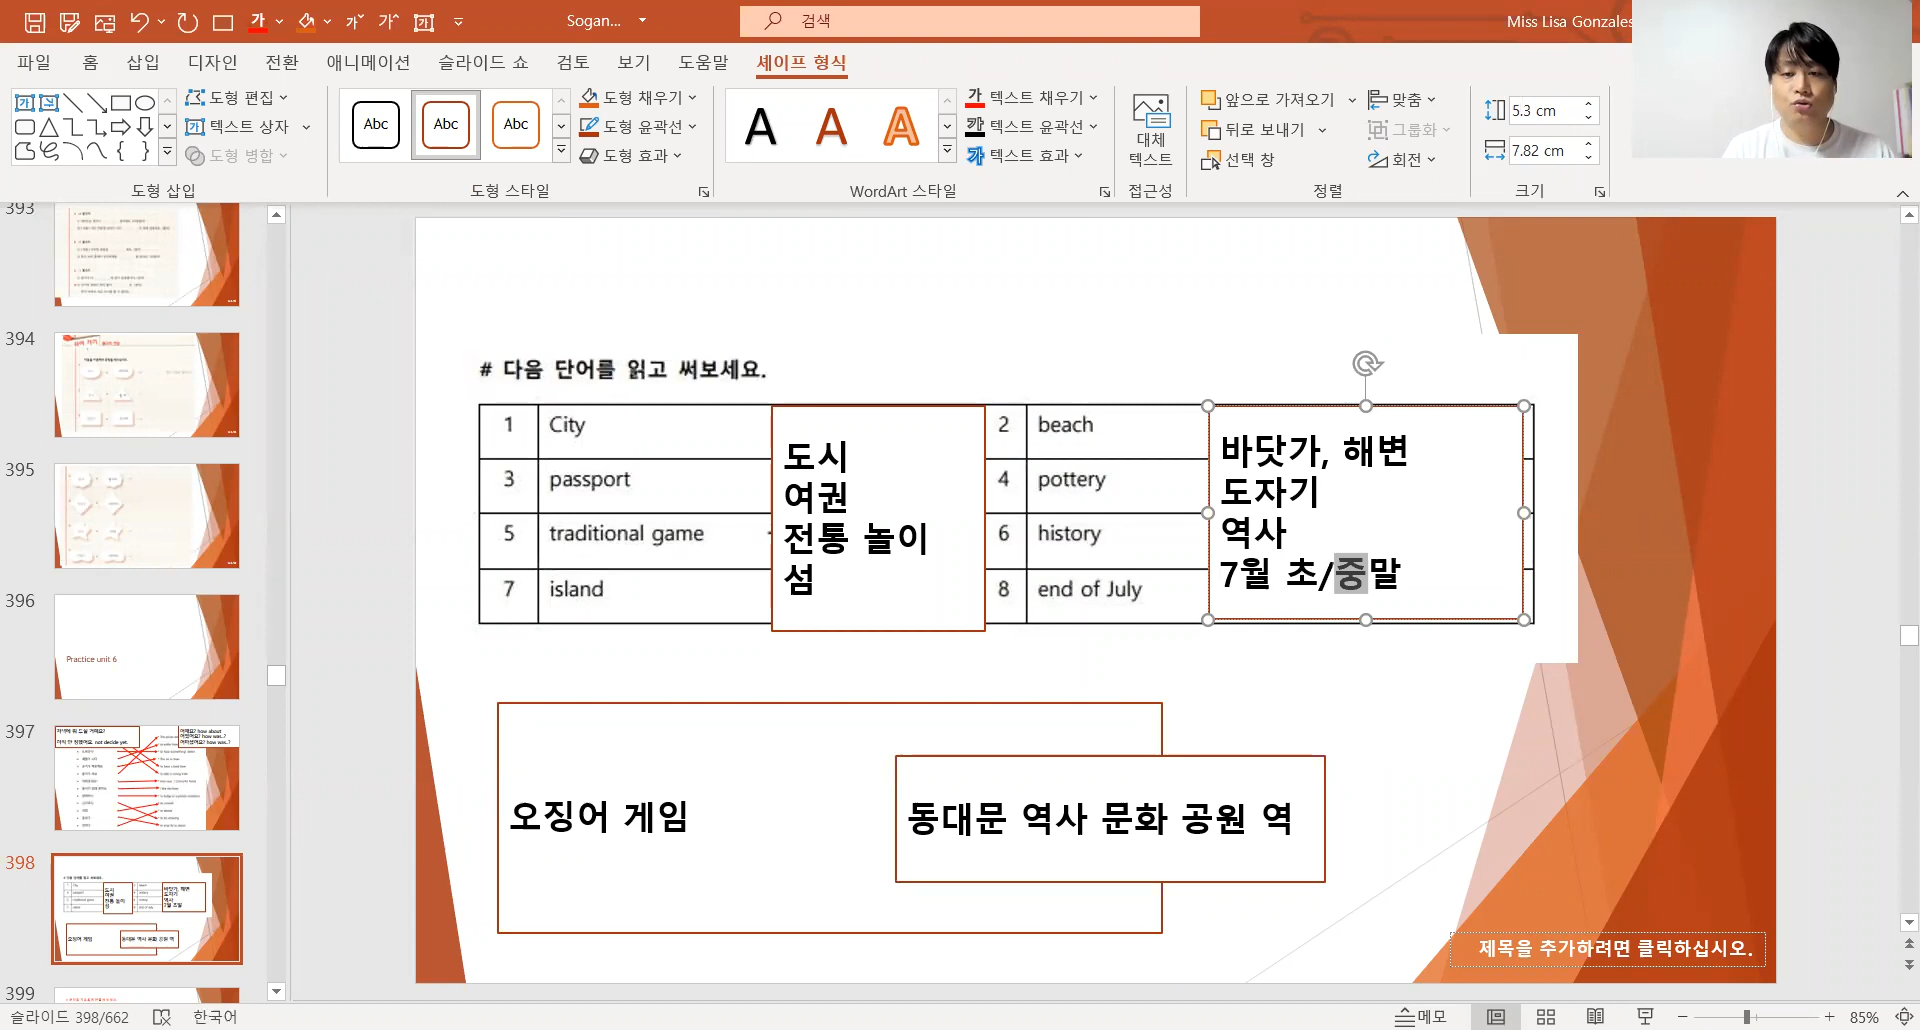 Sogan...
검색
Miss Lisa Gonzales
파일 홈 삽입 디자인 전환 애니메이션 슬라이드 쇼 검토 보기 도움말 셰이프 형식
도형 편집
텍스트 상자
도형 병합
도형 삽입
Abc Abc Abc
도형 채우기
도형 윤곽선
도형 효과
도형 스타일
A A A
텍스트 채우기
텍스트 윤곽선
텍스트 효과
WordArt 스타일
대체
텍스트
접근성
앞으로 가져오기
뒤로 보내기
선택 창
맞춤
그룹화
회전
정렬
5.3 cm
7.82 cm
크기
393
394
395
396
Practice unit 6
397
398
399
# 다음 단어를 읽고 써보세요.
1 City
도시
2 beach
바닷가, 해변
3 passport
여권
4 pottery
도자기
5 traditional game
전통 놀이
6 history
역사
7 island
섬
8 end of July
7월 초/중말
오징어 게임
동대문 역사 문화 공원 역
제목을 추가하려면 클릭하십시오.
슬라이드 398/662
한국어
메모
85%